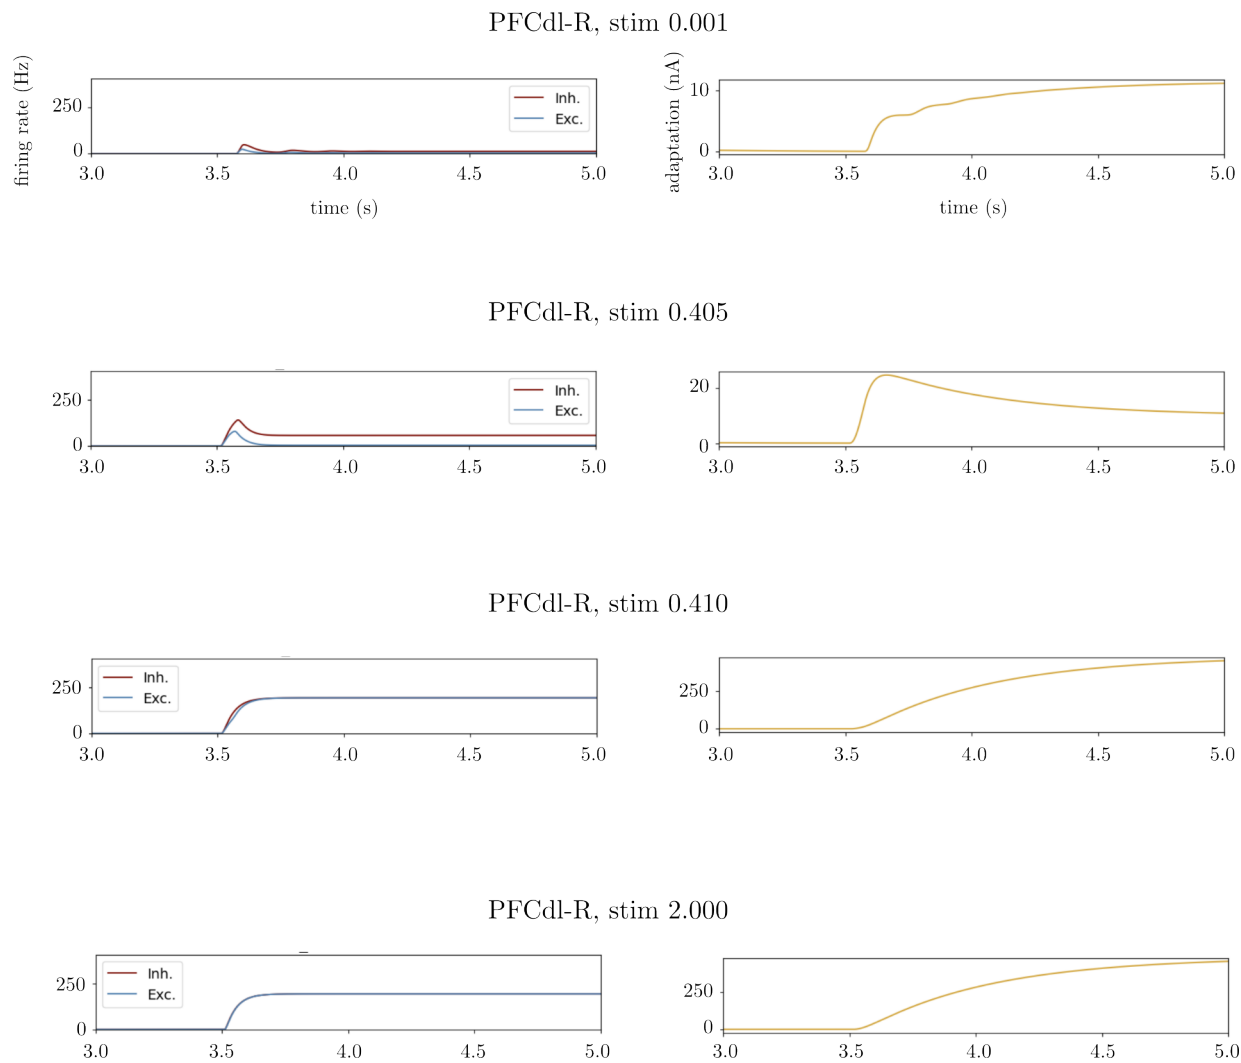 PFCdl-R, stim 0.001
firing rate (Hz)
250
0
Inh.
Exc.
3.0 3.5 4.0 4.5 5.0
time (s)
adaptation (nA)
10
0
3.0 3.5 4.0 4.5 5.0
time (s)
PFCdl-R, stim 0.405
250
0
Inh.
Exc.
3.0 3.5 4.0 4.5 5.0
20
0
3.0 3.5 4.0 4.5 5.0
PFCdl-R, stim 0.410
250
0
Inh.
Exc.
3.0 3.5 4.0 4.5 5.0
250
0
3.0 3.5 4.0 4.5 5.0
PFCdl-R, stim 2.000
250
0
Inh.
Exc.
3.0 3.5 4.0 4.5 5.0
250
0
3.0 3.5 4.0 4.5 5.0